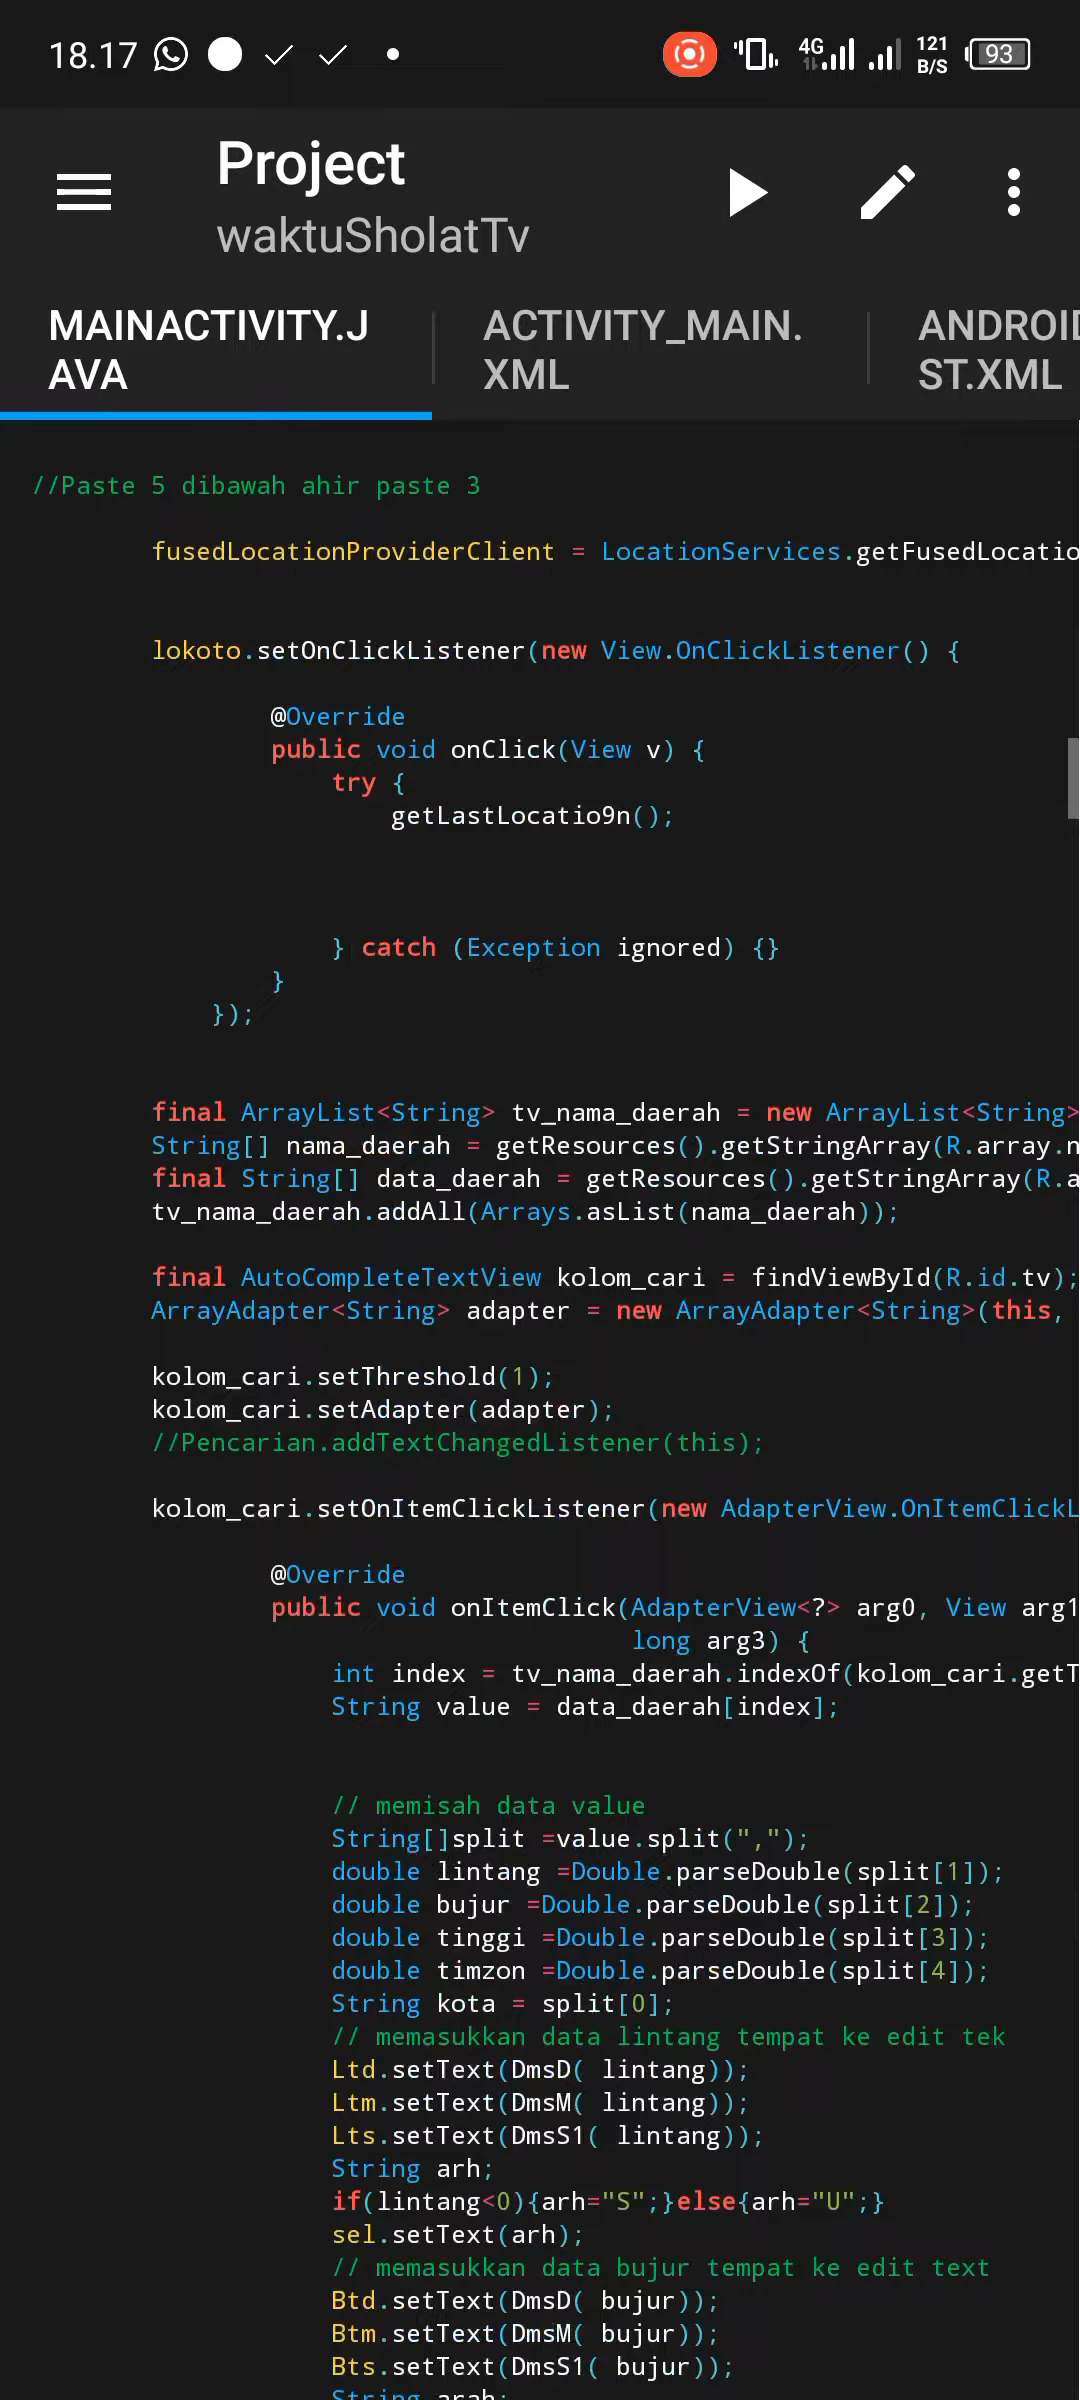 18.17
4G
121
B/S
93
Project
waktuSholatTv
MAINACTIVITY.J
AVA
ACTIVITY_MAIN.
XML
ANDROID
ST.XML
//Paste 5 dibawah ahir paste 3
fusedLocationProviderClient = LocationServices.getFusedLocatio
lokoto.setOnClickListener(new View.OnClickListener() {
@Override
public void onClick(View v) {
try {
getLastLocatio9n();
} catch (Exception ignored) {}
}
});
final ArrayList<String> tv_nama_daerah = new ArrayList<String>
String[] nama_daerah = getResources().getStringArray(R.array.n
final String[] data_daerah = getResources().getStringArray(R.a
tv_nama_daerah.addAll(Arrays.asList(nama_daerah));
final AutoCompleteTextView kolom_cari = findViewById(R.id.tv);
ArrayAdapter<String> adapter = new ArrayAdapter<String>(this,
kolom_cari.setThreshold(1);
kolom_cari.setAdapter(adapter);
//Pencarian.addTextChangedListener(this);
kolom_cari.setOnItemClickListener(new AdapterView.OnItemClickL
@Override
public void onItemClick(AdapterView<?> arg0, View arg1
long arg3) {
int index = tv_nama_daerah.indexOf(kolom_cari.getT
String value = data_daerah[index];
// memisah data value
String[]split =value.split(",");
double lintang =Double.parseDouble(split[1]);
double bujur =Double.parseDouble(split[2]);
double tinggi =Double.parseDouble(split[3]);
double timzon =Double.parseDouble(split[4]);
String kota = split[0];
// memasukkan data lintang tempat ke edit tek
Ltd.setText(DmsD( lintang));
Ltm.setText(DmsM( lintang));
Lts.setText(DmsS1( lintang));
String arh;
if(lintang<0){arh="S";}else{arh="U";}
sel.setText(arh);
// memasukkan data bujur tempat ke edit text
Btd.setText(DmsD( bujur));
Btm.setText(DmsM( bujur));
Bts.setText(DmsS1( bujur));
String arah;